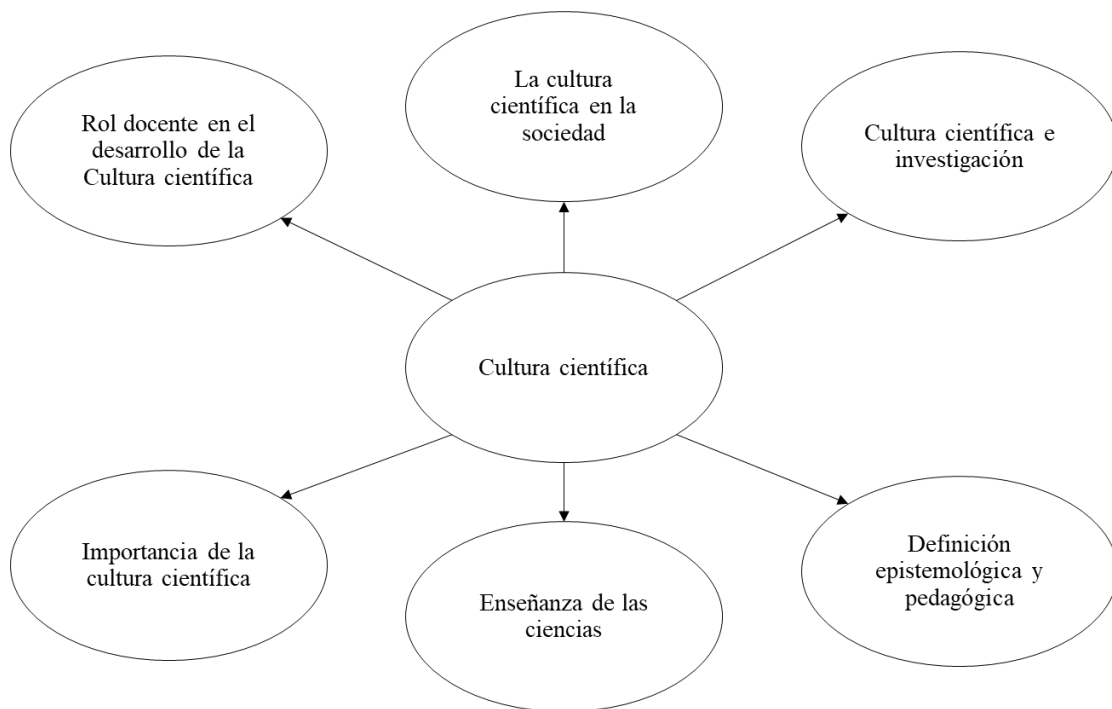 La cultura
científica en la
sociedad
Rol docente en el
desarrollo de la
Cultura científica
Cultura científica e
investigación
Cultura científica
Importancia de la
cultura científica
Enseñanza de las
ciencias
Definición
epistemológica y
pedagógica